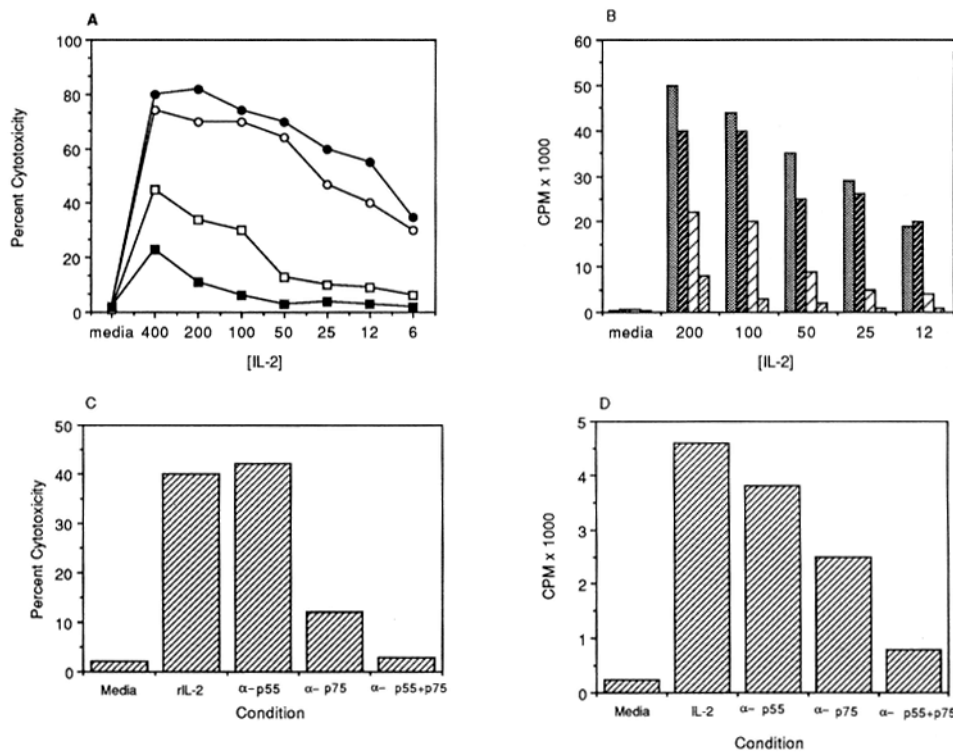 A
Percent Cytotoxicity
100
80
60
40
20
0
media 400 200 100 50 25 12 6
[IL-2]
B
CPM x 1000
60
50
40
30
20
10
0
media 200 100 50 25 12
[IL-2]
C
Percent Cytotoxicity
50
40
30
20
10
0
Media rIL-2 α-p55 α- p75 α- p55+p75
Condition
D
CPM x 1000
5
4
3
2
1
0
Media IL-2 α- p55 α- p75 α- p55+p75
Condition